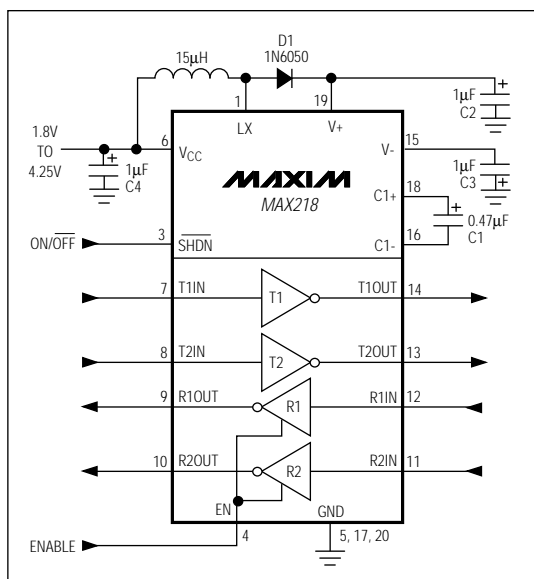 15μH
D1
1N6050
1
19
LX
V+
1μF
C2
1.8V
TO
4.25V
6
VCC
1μF
C4
V-
15
1μF
C3
MAXIM
MAX218
C1+
18
0.47μF
C1
C1-
16
ON/OFF
3
SHDN
7
T1IN
T1
T1OUT
14
8
T2IN
T2
T2OUT
13
9
R1OUT
R1
R1IN
12
10
R2OUT
R2
R2IN
11
EN
GND
4
5, 17, 20
ENABLE